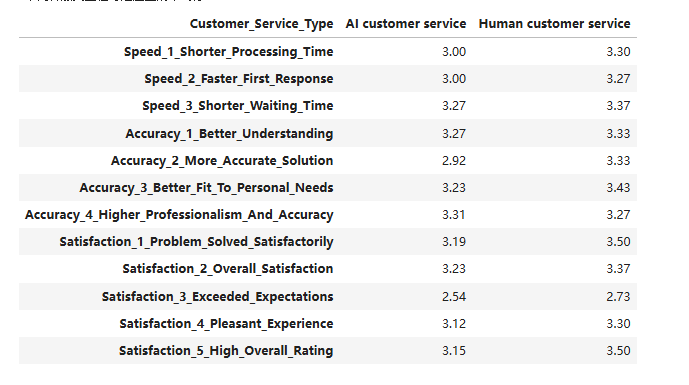 Customer_Service_Type AI customer service Human customer service
Speed_1_Shorter_Processing_Time 3.00 3.30
Speed_2_Faster_First_Response 3.00 3.27
Speed_3_Shorter_Waiting_Time 3.27 3.37
Accuracy_1_Better_Understanding 3.27 3.33
Accuracy_2_More_Accurate_Solution 2.92 3.33
Accuracy_3_Better_Fit_To_Personal_Needs 3.23 3.43
Accuracy_4_Higher_Professionalism_And_Accuracy 3.31 3.27
Satisfaction_1_Problem_Solved_Satisfactorily 3.19 3.50
Satisfaction_2_Overall_Satisfaction 3.23 3.37
Satisfaction_3_Exceeded_Expectations 2.54 2.73
Satisfaction_4_Pleasant_Experience 3.12 3.30
Satisfaction_5_High_Overall_Rating 3.15 3.50